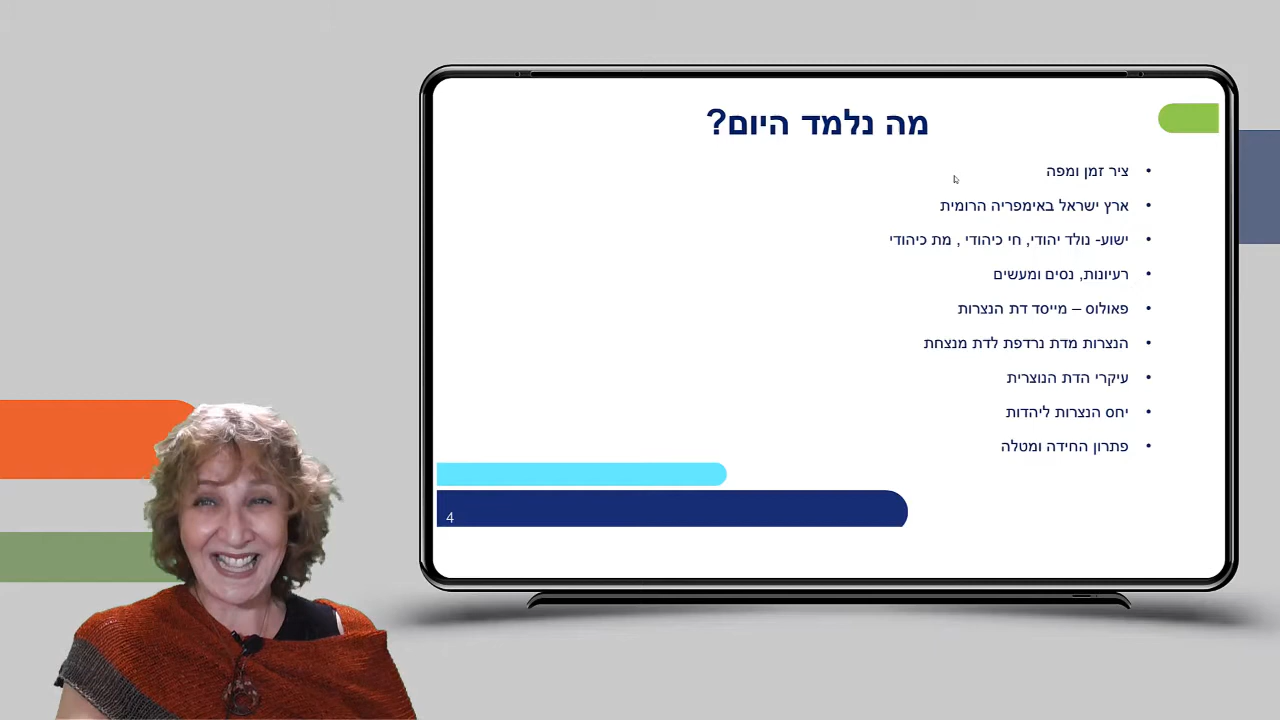 מה נלמד היום?
• ציר זמן ומפה
• ארץ ישראל באימפריה הרומית
• ישוע- נולד יהודי, חי כיהודי , מת כיהודי
• רעיונות, נסים ומעשים
• פאולוס – מייסד דת הנצרות
• הנצרות מדת נרדפת לדת מנצחת
• עיקרי הדת הנוצרית
• יחס הנצרות ליהדות
• פתרון החידה ומטלה
4